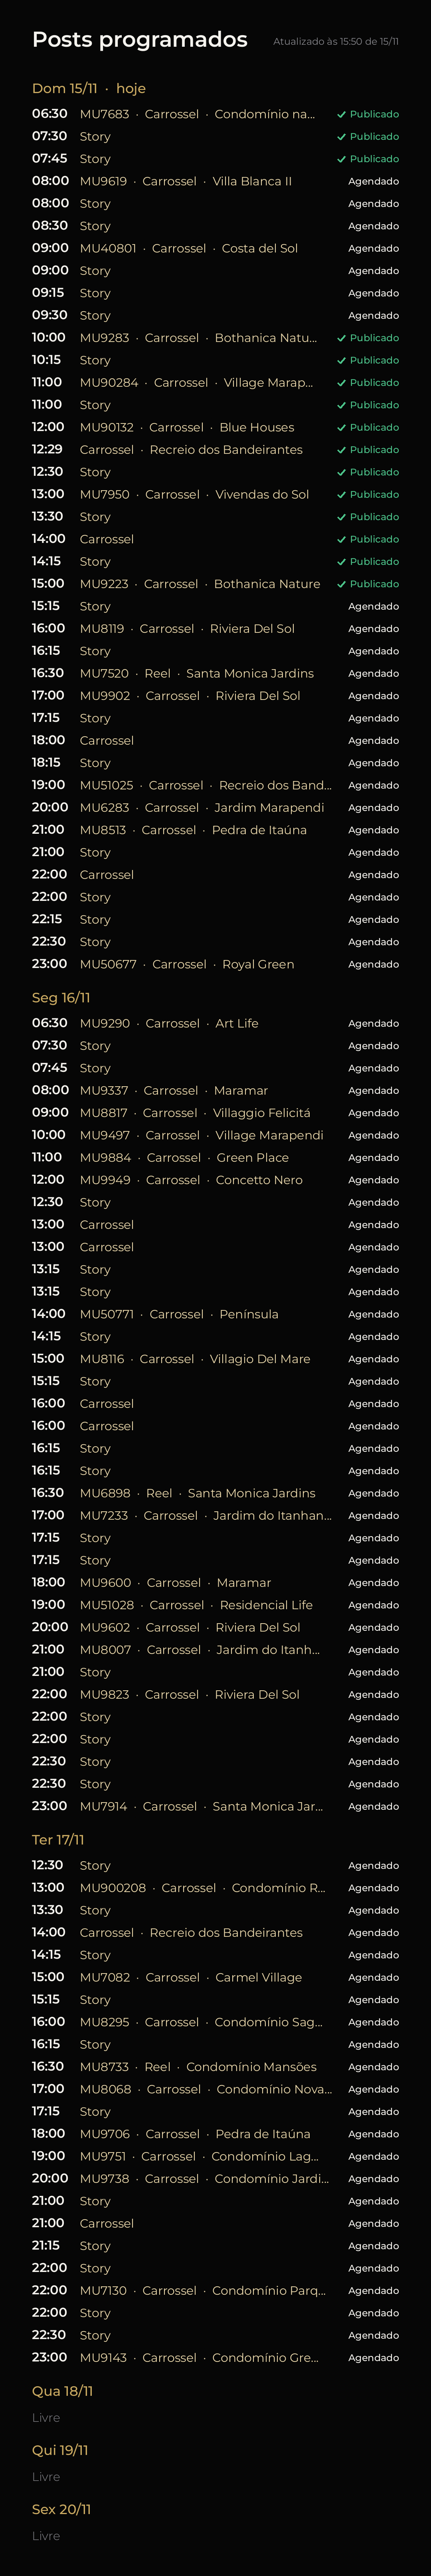 Posts programados
Atualizado às 15:50 de 15/11
Dom 15/11 · hoje
06:30 MU7683 · Carrossel · Condomínio na... ✓ Publicado
07:30 Story ✓ Publicado
07:45 Story ✓ Publicado
08:00 MU9619 · Carrossel · Villa Blanca II Agendado
08:00 Story Agendado
08:30 Story Agendado
09:00 MU40801 · Carrossel · Costa del Sol Agendado
09:00 Story Agendado
09:15 Story Agendado
09:30 Story Agendado
10:00 MU9283 · Carrossel · Bothanica Natu... ✓ Publicado
10:15 Story ✓ Publicado
11:00 MU90284 · Carrossel · Village Marap... ✓ Publicado
11:00 Story ✓ Publicado
12:00 MU90132 · Carrossel · Blue Houses ✓ Publicado
12:29 Carrossel · Recreio dos Bandeirantes ✓ Publicado
12:30 Story ✓ Publicado
13:00 MU7950 · Carrossel · Vivendas do Sol ✓ Publicado
13:30 Story ✓ Publicado
14:00 Carrossel ✓ Publicado
14:15 Story ✓ Publicado
15:00 MU9223 · Carrossel · Bothanica Nature ✓ Publicado
15:15 Story Agendado
16:00 MU8119 · Carrossel · Riviera Del Sol Agendado
16:15 Story Agendado
16:30 MU7520 · Reel · Santa Monica Jardins Agendado
17:00 MU9902 · Carrossel · Riviera Del Sol Agendado
17:15 Story Agendado
18:00 Carrossel Agendado
18:15 Story Agendado
19:00 MU51025 · Carrossel · Recreio dos Band... Agendado
20:00 MU6283 · Carrossel · Jardim Marapendi Agendado
21:00 MU8513 · Carrossel · Pedra de Itaúna Agendado
21:00 Story Agendado
22:00 Carrossel Agendado
22:00 Story Agendado
22:15 Story Agendado
22:30 Story Agendado
23:00 MU50677 · Carrossel · Royal Green Agendado
Seg 16/11
06:30 MU9290 · Carrossel · Art Life Agendado
07:30 Story Agendado
07:45 Story Agendado
08:00 MU9337 · Carrossel · Maramar Agendado
09:00 MU8817 · Carrossel · Villaggio Felicitá Agendado
10:00 MU9497 · Carrossel · Village Marapendi Agendado
11:00 MU9884 · Carrossel · Green Place Agendado
12:00 MU9949 · Carrossel · Concetto Nero Agendado
12:30 Story Agendado
13:00 Carrossel Agendado
13:00 Carrossel Agendado
13:15 Story Agendado
13:15 Story Agendado
14:00 MU50771 · Carrossel · Península Agendado
14:15 Story Agendado
15:00 MU8116 · Carrossel · Villagio Del Mare Agendado
15:15 Story Agendado
16:00 Carrossel Agendado
16:00 Carrossel Agendado
16:15 Story Agendado
16:15 Story Agendado
16:30 MU6898 · Reel · Santa Monica Jardins Agendado
17:00 MU7233 · Carrossel · Jardim do Itanhan... Agendado
17:15 Story Agendado
17:15 Story Agendado
18:00 MU9600 · Carrossel · Maramar Agendado
19:00 MU51028 · Carrossel · Residencial Life Agendado
20:00 MU9602 · Carrossel · Riviera Del Sol Agendado
21:00 MU8007 · Carrossel · Jardim do Itanh... Agendado
21:00 Story Agendado
22:00 MU9823 · Carrossel · Riviera Del Sol Agendado
22:00 Story Agendado
22:00 Story Agendado
22:30 Story Agendado
22:30 Story Agendado
23:00 MU7914 · Carrossel · Santa Monica Jar... Agendado
Ter 17/11
12:30 Story Agendado
13:00 MU900208 · Carrossel · Condomínio R... Agendado
13:30 Story Agendado
14:00 Carrossel · Recreio dos Bandeirantes Agendado
14:15 Story Agendado
15:00 MU7082 · Carrossel · Carmel Village Agendado
15:15 Story Agendado
16:00 MU8295 · Carrossel · Condomínio Sag... Agendado
16:15 Story Agendado
16:30 MU8733 · Reel · Condomínio Mansões Agendado
17:00 MU8068 · Carrossel · Condomínio Nova... Agendado
17:15 Story Agendado
18:00 MU9706 · Carrossel · Pedra de Itaúna Agendado
19:00 MU9751 · Carrossel · Condomínio Lag... Agendado
20:00 MU9738 · Carrossel · Condomínio Jardi... Agendado
21:00 Story Agendado
21:00 Carrossel Agendado
21:15 Story Agendado
22:00 Story Agendado
22:00 MU7130 · Carrossel · Condomínio Parq... Agendado
22:00 Story Agendado
22:30 Story Agendado
23:00 MU9143 · Carrossel · Condomínio Gre... Agendado
Qua 18/11
Livre
Qui 19/11
Livre
Sex 20/11
Livre